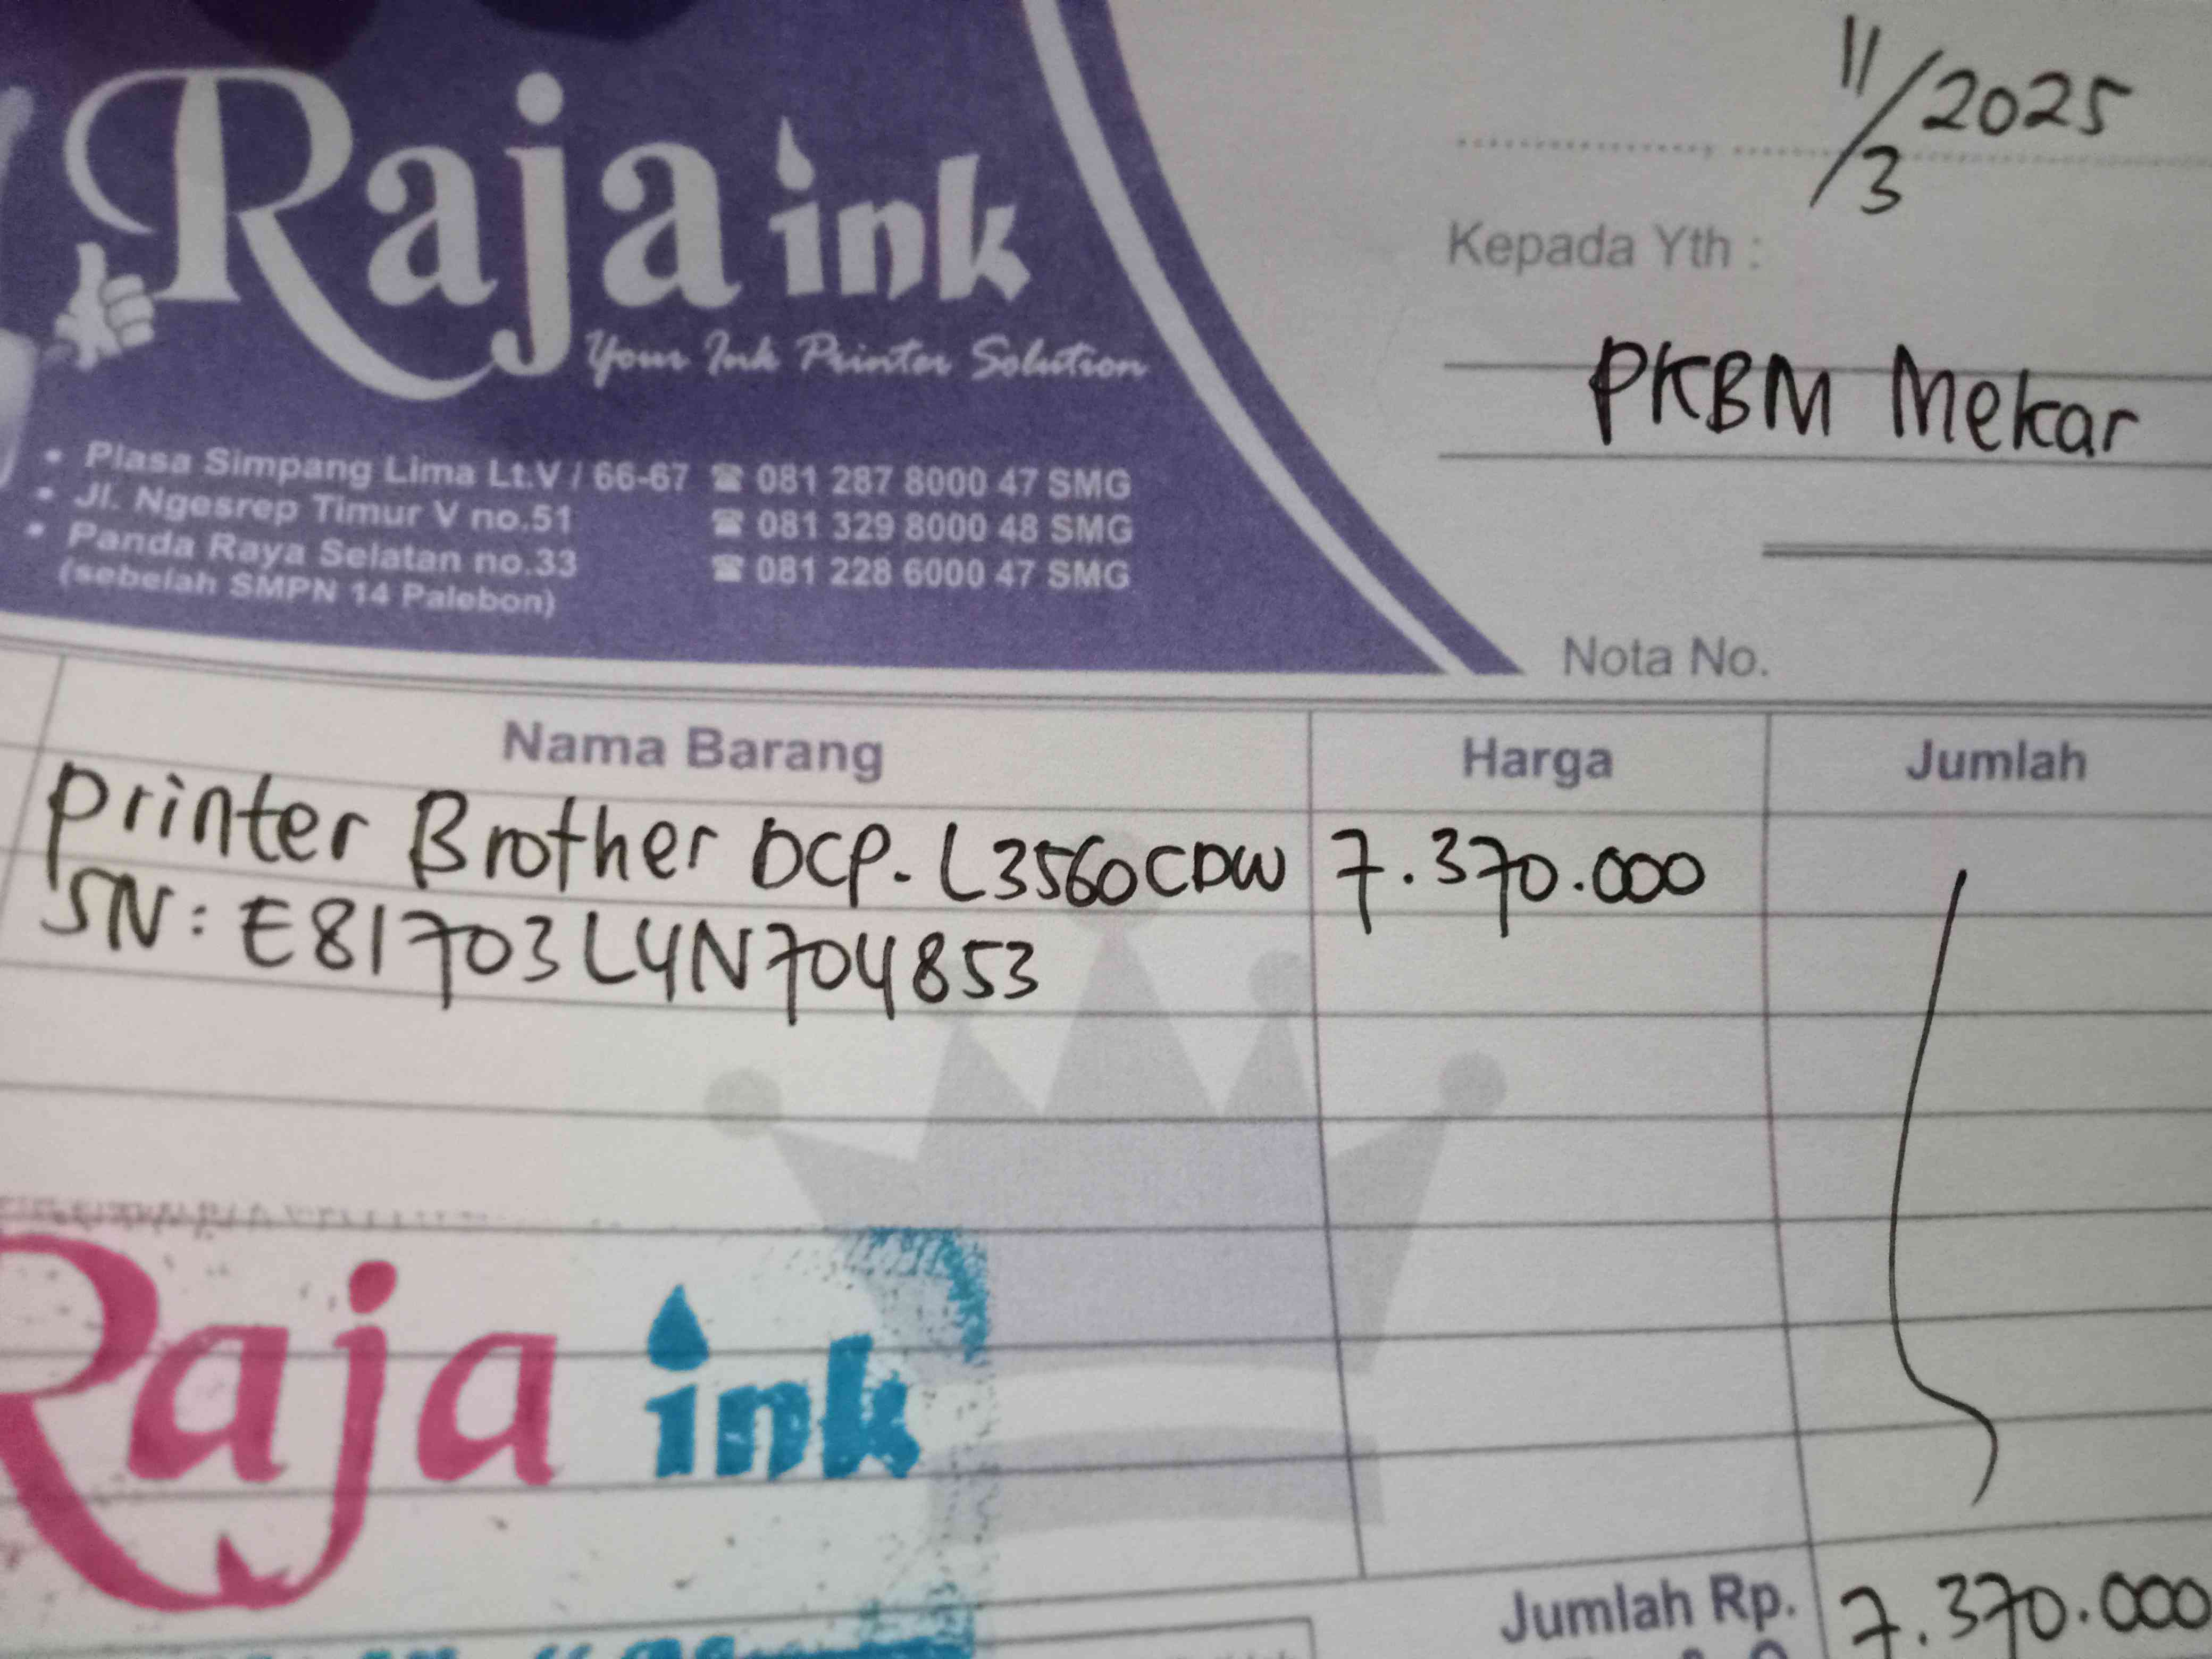 Raja ink
Your Ink Printer Solution
• Plasa Simpang Lima Lt.V / 66-67 ☎ 081 287 8000 47 SMG
• Jl. Ngesrep Timur V no.51 ☎ 081 329 8000 48 SMG
• Panda Raya Selatan no.33 ☎ 081 228 6000 47 SMG
(sebelah SMPN 14 Palebon)
11/3 2025
Kepada Yth :
PKBM Mekar
Nota No.
Nama Barang Harga Jumlah
Printer Brother DCP-L3560CDW 7.370.000
SN: E81703L4N704853
Raja ink
Jumlah Rp. 7.370.000